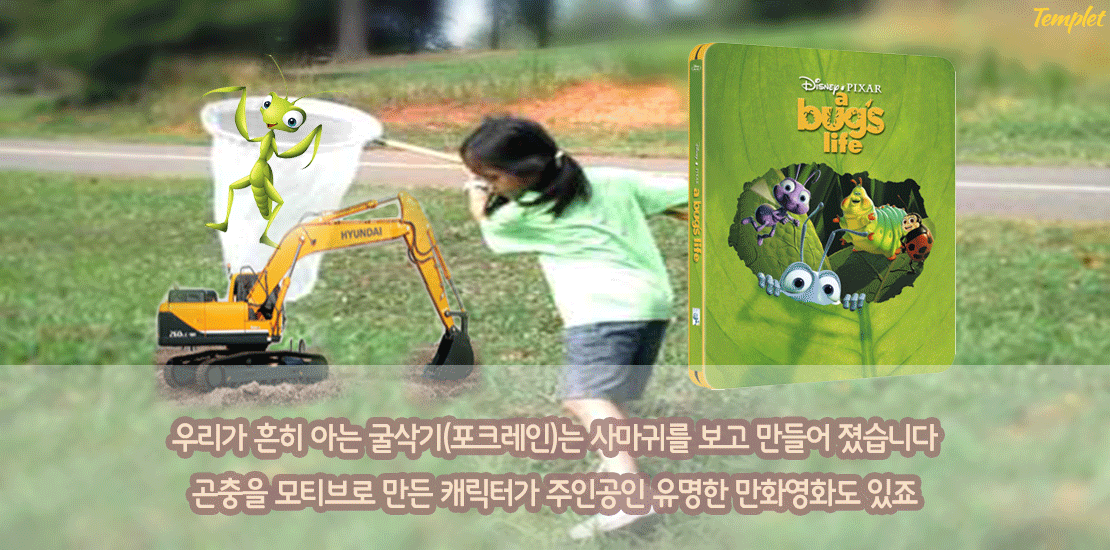 Templet
Disney PIXAR
a
bug's
life
a bugs life
HYUNDAI
우리가 흔히 아는 굴삭기(포크레인)는 사마귀를 보고 만들어 졌습니다
곤충을 모티브로 만든 캐릭터가 주인공인 유명한 만화영화도 있죠